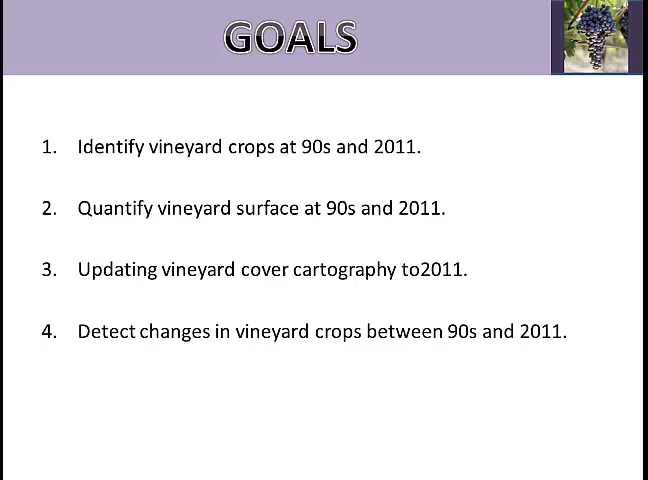 GOALS
1. Identify vineyard crops at 90s and 2011.
2. Quantify vineyard surface at 90s and 2011.
3. Updating vineyard cover cartography to2011.
4. Detect changes in vineyard crops between 90s and 2011.